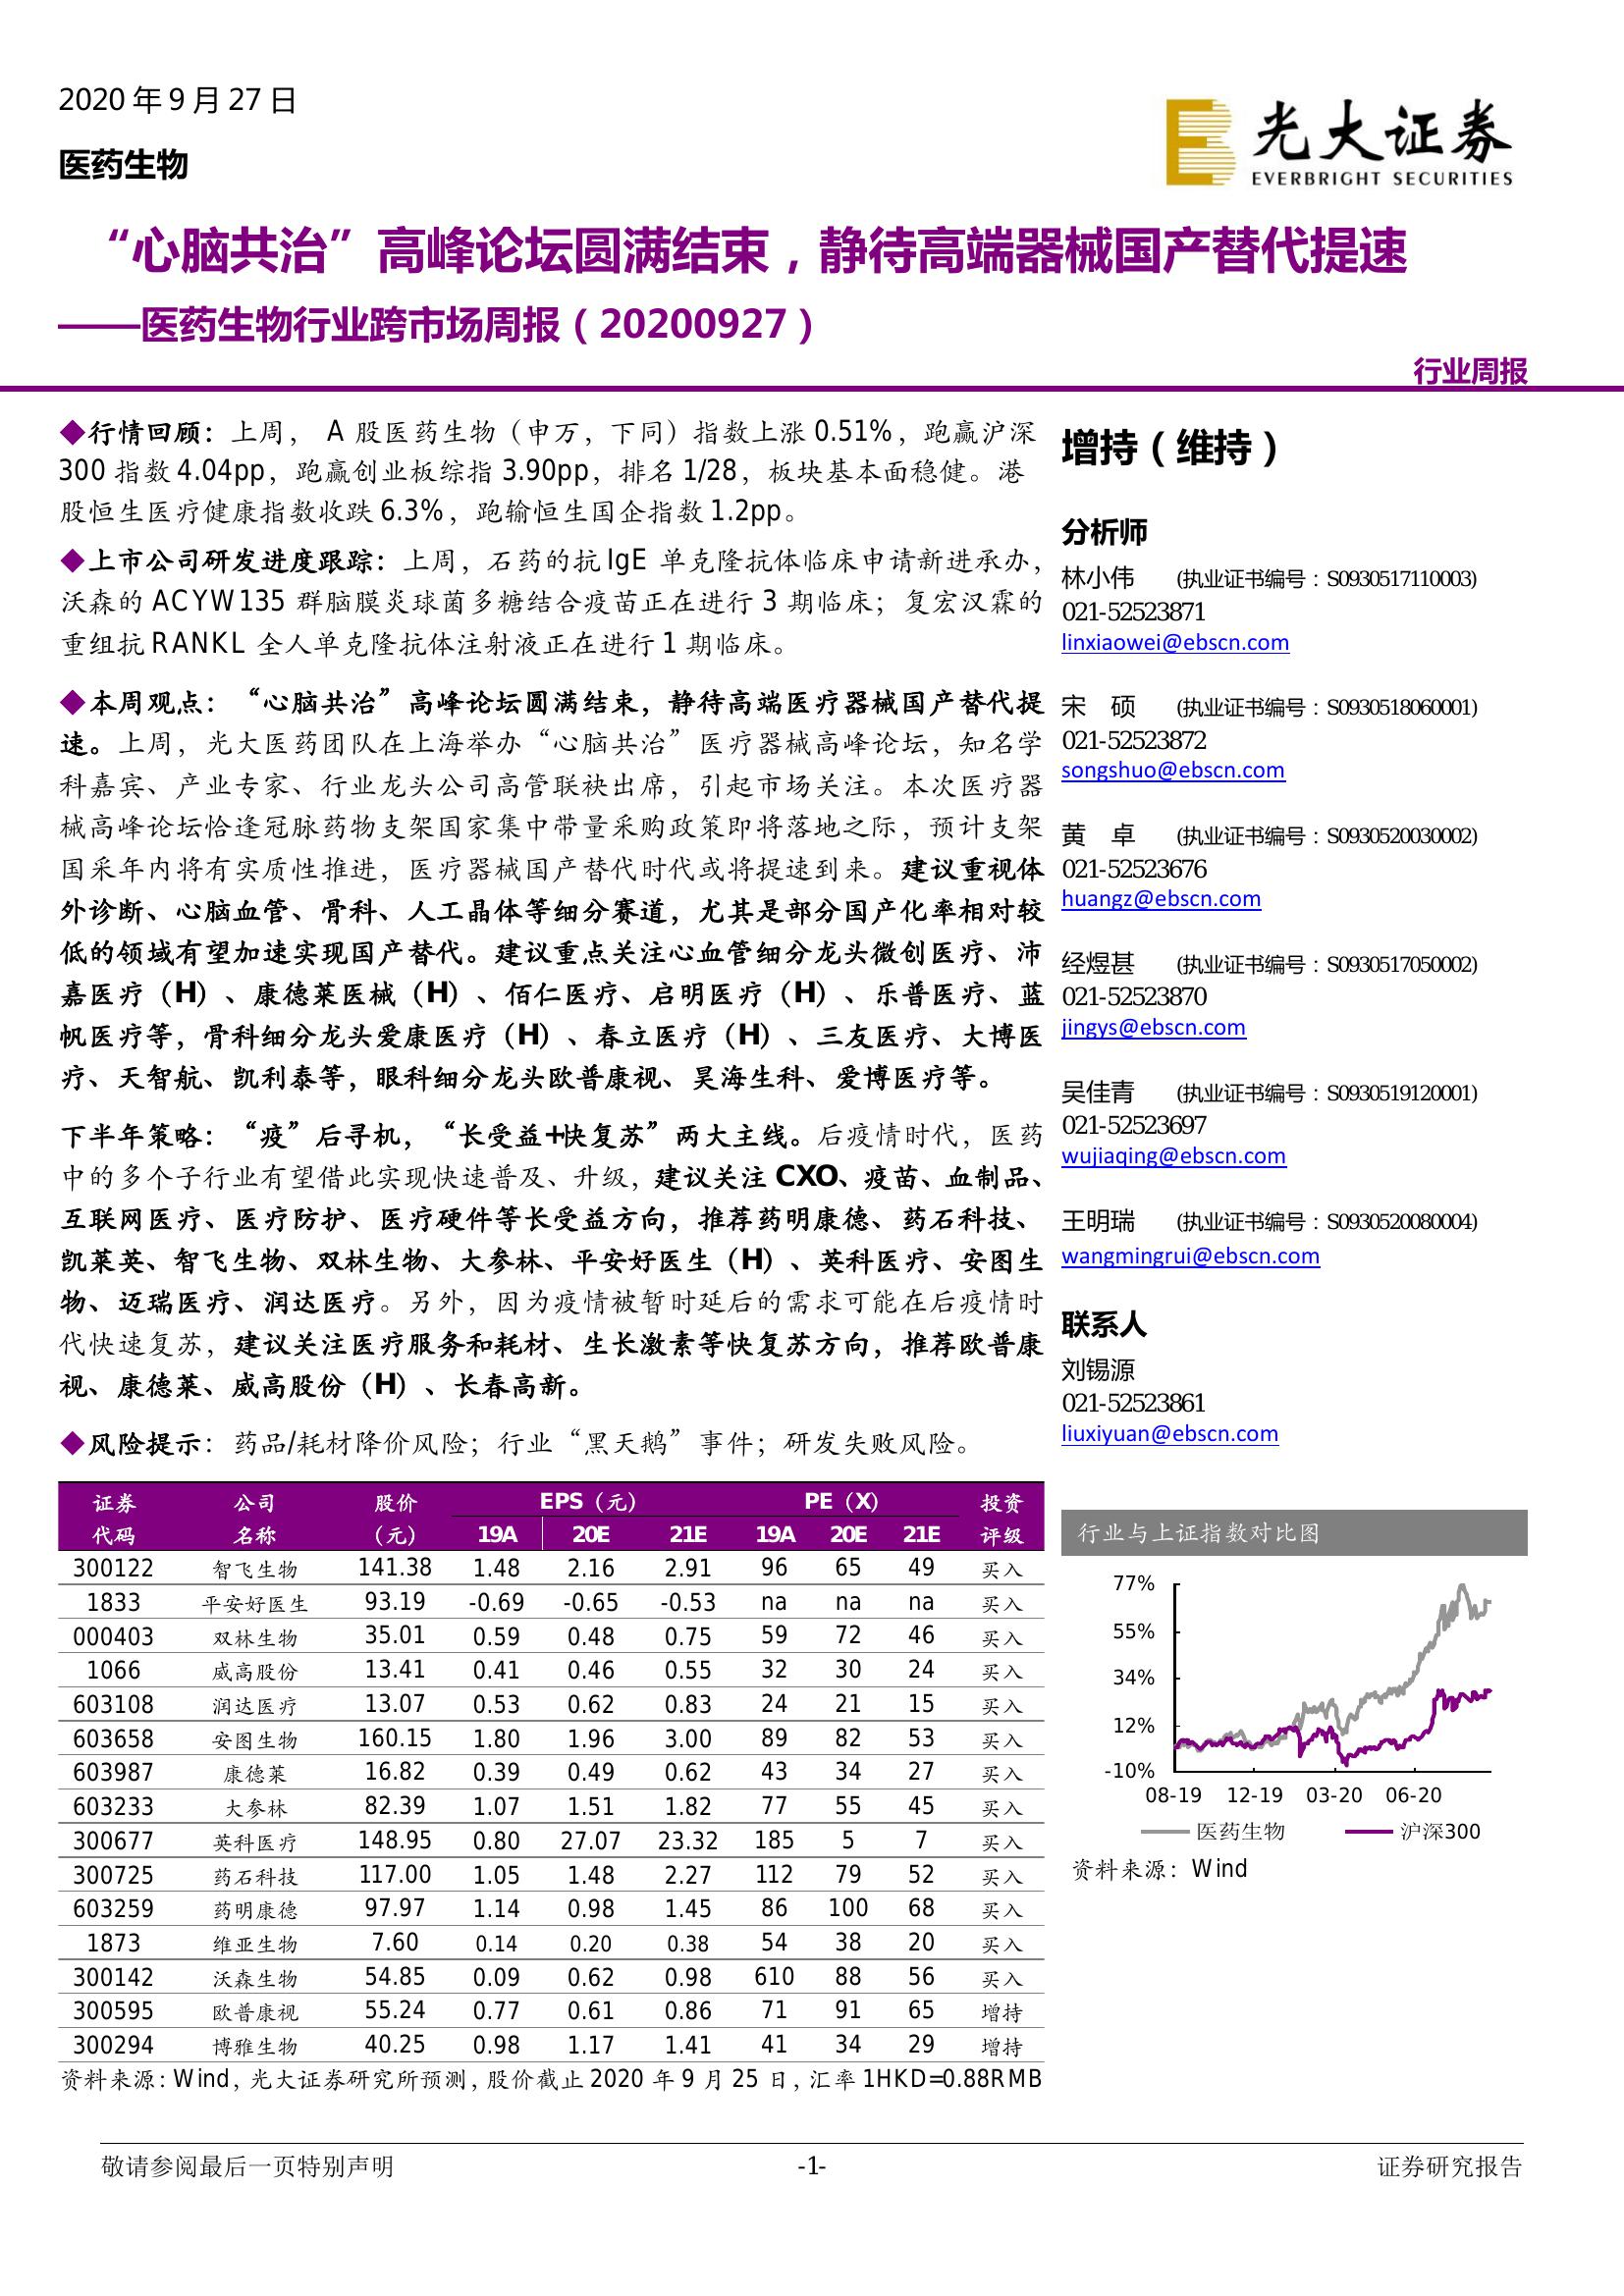 2020 年 9 月 27 日
医药生物
光大证券
EVERBRIGHT SECURITIES
“心脑共治”高峰论坛圆满结束，静待高端器械国产替代提速
——医药生物行业跨市场周报（20200927）
行业周报
◆行情回顾：上周， A 股医药生物（申万，下同）指数上涨 0.51%，跑赢沪深
300 指数 4.04pp，跑赢创业板综指 3.90pp，排名 1/28，板块基本面稳健。港
股恒生医疗健康指数收跌 6.3%，跑输恒生国企指数 1.2pp。
◆上市公司研发进度跟踪：上周，石药的抗 IgE 单克隆抗体临床申请新进承办，
沃森的 ACYW135 群脑膜炎球菌多糖结合疫苗正在进行 3 期临床；复宏汉霖的
重组抗 RANKL 全人单克隆抗体注射液正在进行 1 期临床。
◆本周观点：“心脑共治”高峰论坛圆满结束，静待高端医疗器械国产替代提
速。上周，光大医药团队在上海举办“心脑共治”医疗器械高峰论坛，知名学
科嘉宾、产业专家、行业龙头公司高管联袂出席，引起市场关注。本次医疗器
械高峰论坛恰逢冠脉药物支架国家集中带量采购政策即将落地之际，预计支架
国采年内将有实质性推进，医疗器械国产替代时代或将提速到来。建议重视体
外诊断、心脑血管、骨科、人工晶体等细分赛道，尤其是部分国产化率相对较
低的领域有望加速实现国产替代。建议重点关注心血管细分龙头微创医疗、沛
嘉医疗（H）、康德莱医械（H）、佰仁医疗、启明医疗（H）、乐普医疗、蓝
帆医疗等，骨科细分龙头爱康医疗（H）、春立医疗（H）、三友医疗、大博医
疗、天智航、凯利泰等，眼科细分龙头欧普康视、昊海生科、爱博医疗等。
下半年策略：“疫”后寻机，“长受益+快复苏”两大主线。后疫情时代，医药
中的多个子行业有望借此实现快速普及、升级，建议关注 CXO、疫苗、血制品、
互联网医疗、医疗防护、医疗硬件等长受益方向，推荐药明康德、药石科技、
凯莱英、智飞生物、双林生物、大参林、平安好医生（H）、英科医疗、安图生
物、迈瑞医疗、润达医疗。另外，因为疫情被暂时延后的需求可能在后疫情时
代快速复苏，建议关注医疗服务和耗材、生长激素等快复苏方向，推荐欧普康
视、康德莱、威高股份（H）、长春高新。
◆风险提示：药品/耗材降价风险；行业“黑天鹅”事件；研发失败风险。
证券 公司 股价 EPS（元） PE（X） 投资
代码 名称 （元） 19A 20E 21E 19A 20E 21E 评级
300122 智飞生物 141.38 1.48 2.16 2.91 96 65 49 买入
1833 平安好医生 93.19 -0.69 -0.65 -0.53 na na na 买入
000403 双林生物 35.01 0.59 0.48 0.75 59 72 46 买入
1066 威高股份 13.41 0.41 0.46 0.55 32 30 24 买入
603108 润达医疗 13.07 0.53 0.62 0.83 24 21 15 买入
603658 安图生物 160.15 1.80 1.96 3.00 89 82 53 买入
603987 康德莱 16.82 0.39 0.49 0.62 43 34 27 买入
603233 大参林 82.39 1.07 1.51 1.82 77 55 45 买入
300677 英科医疗 148.95 0.80 27.07 23.32 185 5 7 买入
300725 药石科技 117.00 1.05 1.48 2.27 112 79 52 买入
603259 药明康德 97.97 1.14 0.98 1.45 86 100 68 买入
1873 维亚生物 7.60 0.14 0.20 0.38 54 38 20 买入
300142 沃森生物 54.85 0.09 0.62 0.98 610 88 56 买入
300595 欧普康视 55.24 0.77 0.61 0.86 71 91 65 增持
300294 博雅生物 40.25 0.98 1.17 1.41 41 34 29 增持
资料来源：Wind，光大证券研究所预测，股价截止 2020 年 9 月 25 日，汇率 1HKD=0.88RMB
增持（维持）
分析师
林小伟 (执业证书编号：S0930517110003)
021-52523871
linxiaowei@ebscn.com
宋 硕 (执业证书编号：S0930518060001)
021-52523872
songshuo@ebscn.com
黄 卓 (执业证书编号：S0930520030002)
021-52523676
huangz@ebscn.com
经煜甚 (执业证书编号：S0930517050002)
021-52523870
jingys@ebscn.com
吴佳青 (执业证书编号：S0930519120001)
021-52523697
wujiaqing@ebscn.com
王明瑞 (执业证书编号：S0930520080004)
wangmingrui@ebscn.com
联系人
刘锡源
021-52523861
liuxiyuan@ebscn.com
行业与上证指数对比图
77%
55%
34%
12%
-10%
08-19 12-19 03-20 06-20
医药生物 沪深300
资料来源：Wind
敬请参阅最后一页特别声明 -1- 证券研究报告